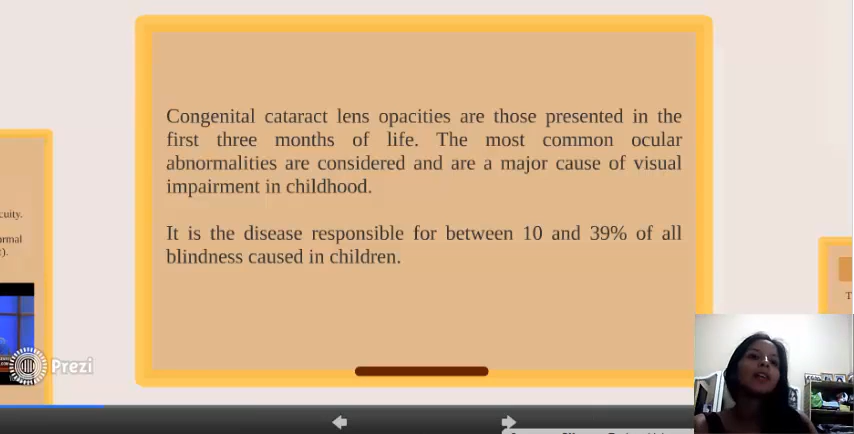 Congenital cataract lens opacities are those presented in the
first three months of life. The most common ocular
abnormalities are considered and are a major cause of visual
impairment in childhood.
It is the disease responsible for between 10 and 39% of all
blindness caused in children.
cuity.
Prezi